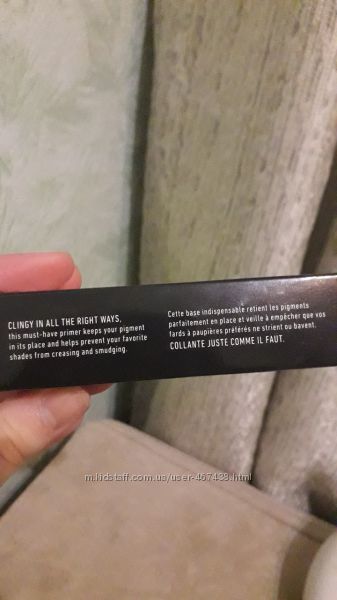 CLINGY IN ALL THE RIGHT WAYS,
this must-have primer keeps your pigment
in its place and helps prevent your favorite
shades from creasing and smudging.
Cette base indispensable retient les pigments
parfaitement en place et veille à empêcher que vos
fards à paupières préférés ne strient ou bavent.
COLLANTE JUSTE COMME IL FAUT.
m.kidstaff.com.ua/user-457438.html